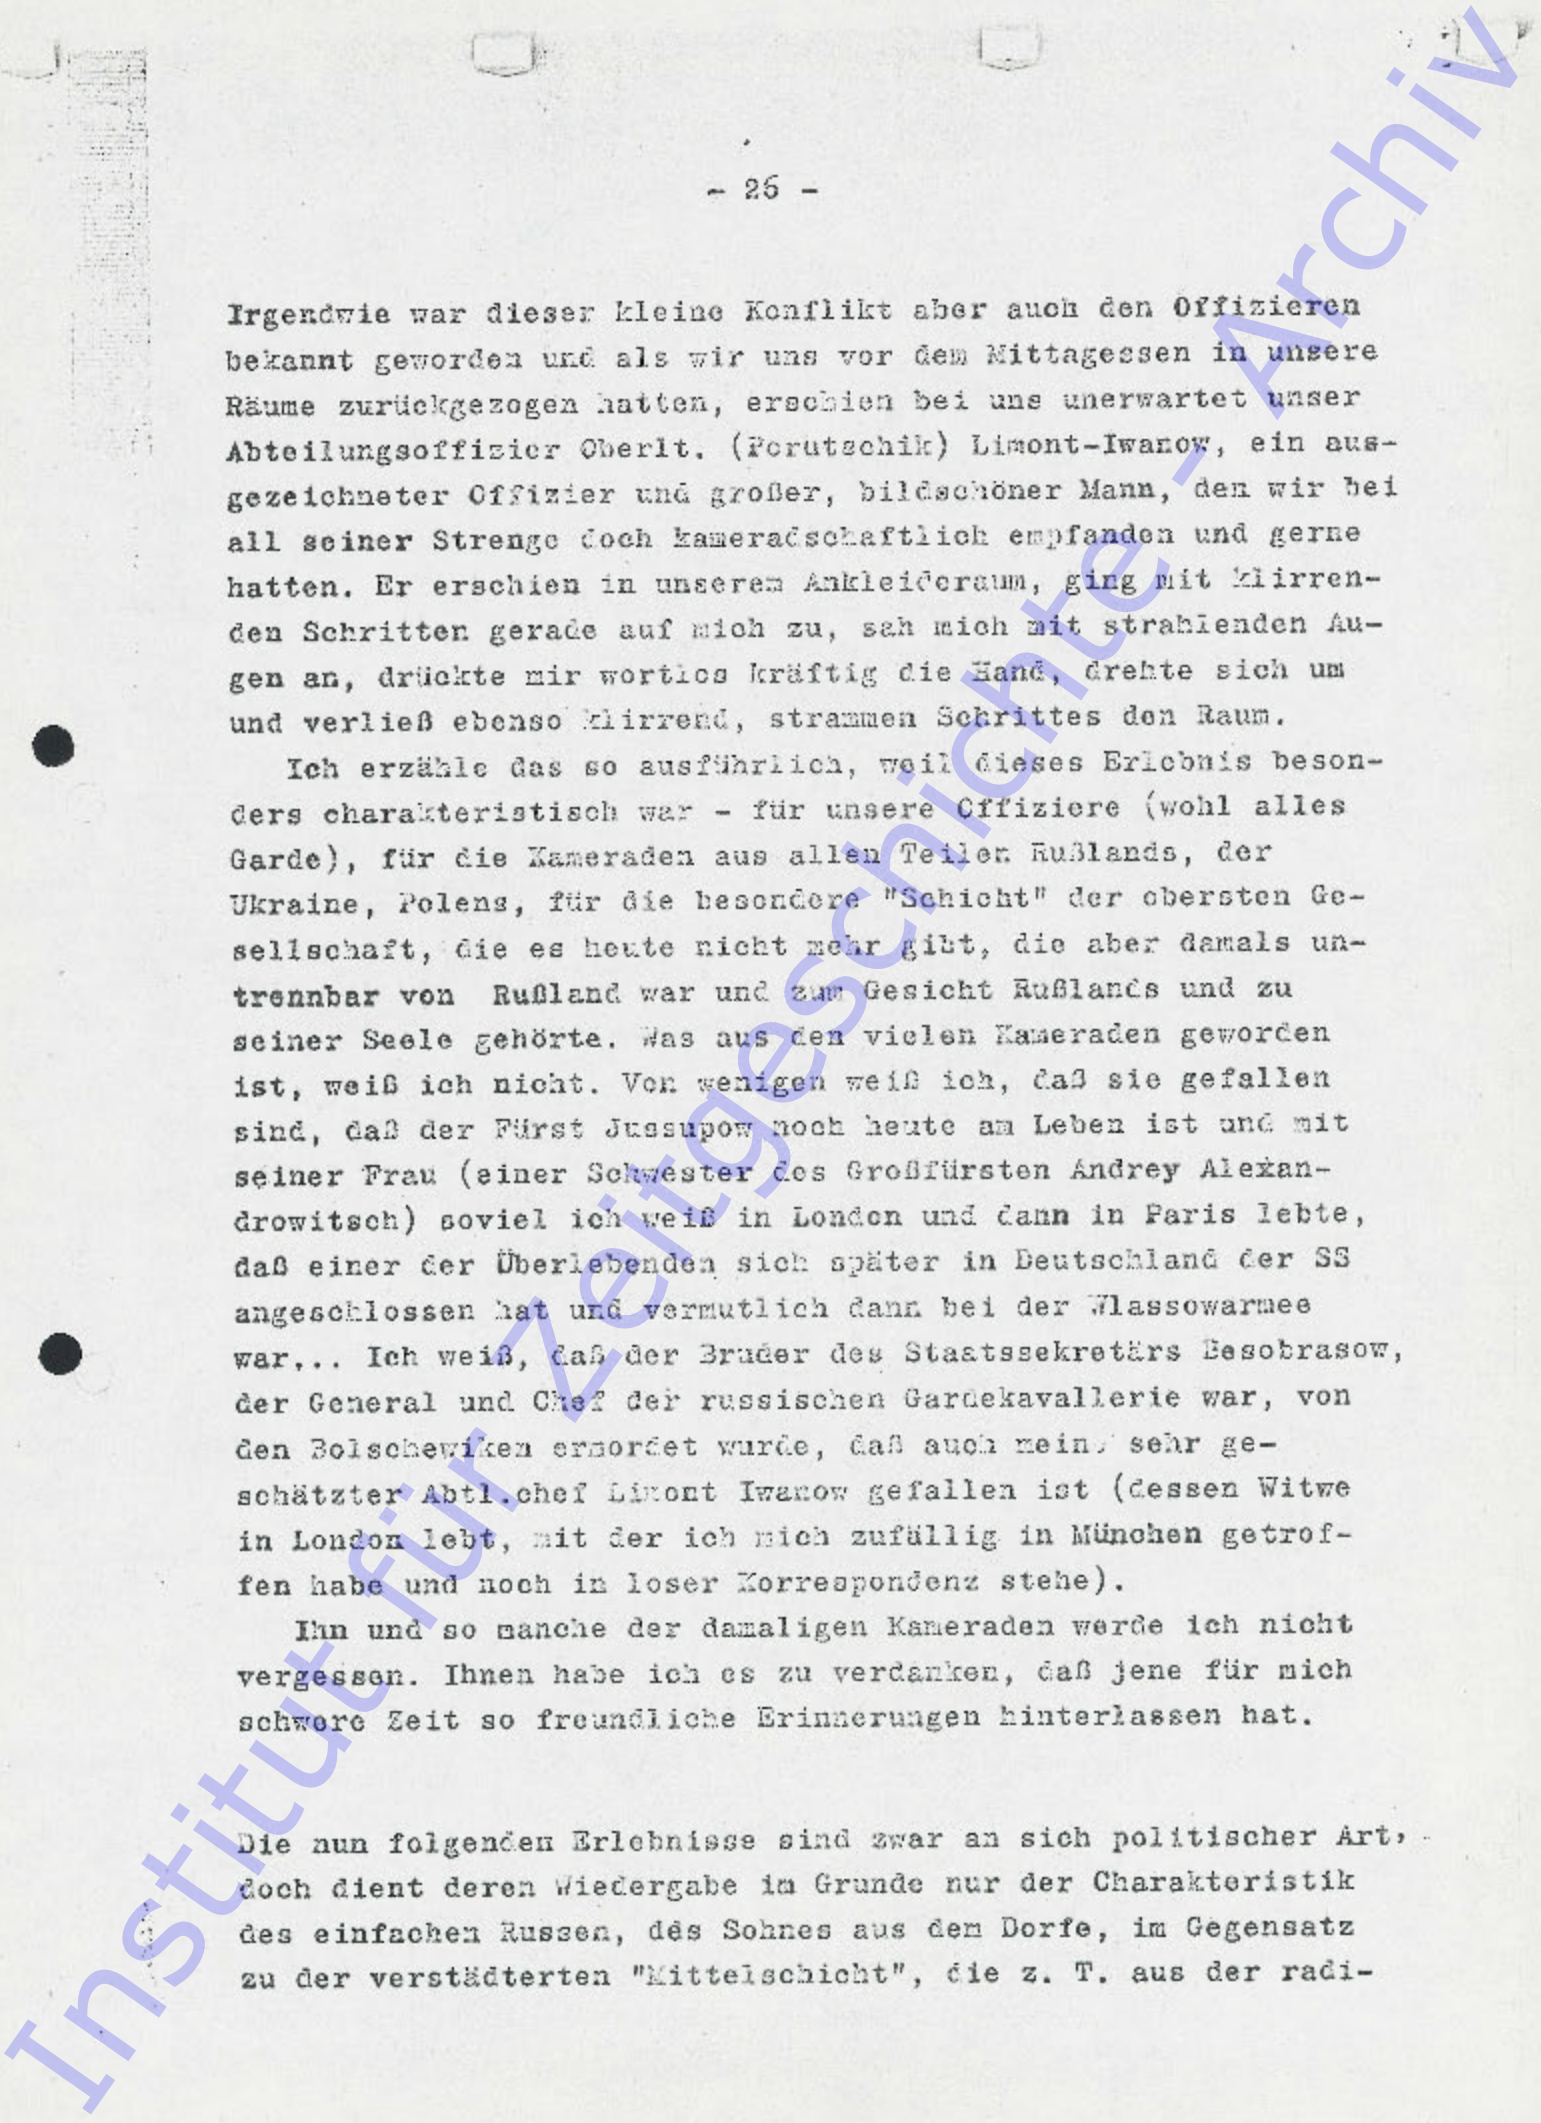 - 26 -
Irgendwie war dieser kleine Konflikt aber auch den Offizieren
bekannt geworden und als wir uns vor dem Mittagessen in unsere
Räume zurückgezogen hatten, erschien bei uns unerwartet unser
Abteilungsoffizier Oberlt. (Porutschik) Limont-Iwanow, ein aus-
gezeichneter Offizier und großer, bildschöner Mann, den wir bei
all seiner Strenge doch kameradschaftlich empfanden und gerne
hatten. Er erschien in unserem Ankleideraum, ging mit klirren-
den Schritten gerade auf mich zu, sah mich mit strahlenden Au-
gen an, drückte mir wortlos kräftig die Hand, drehte sich um
und verließ ebenso klirrend, strammen Schrittes den Raum.
Ich erzähle das so ausführlich, weil dieses Erlebnis beson-
ders charakteristisch war - für unsere Offiziere (wohl alles
Garde), für die Kameraden aus allen Teilen Rußlands, der
Ukraine, Polens, für die besondere "Schicht" der obersten Ge-
sellschaft, die es heute nicht mehr gibt, die aber damals un-
trennbar von Rußland war und zum Gesicht Rußlands und zu
seiner Seele gehörte. Was aus den vielen Kameraden geworden
ist, weiß ich nicht. Von wenigen weiß ich, daß sie gefallen
sind, daß der Fürst Jussupow noch heute am Leben ist und mit
seiner Frau (einer Schwester des Großfürsten Andrey Alexan-
drowitsch) soviel ich weiß in London und dann in Paris lebte,
daß einer der Überlebenden sich später in Deutschland der SS
angeschlossen hat und vermutlich dann bei der Wlassowarmee
war... Ich weiß, daß der Bruder des Staatssekretärs Besobrasow,
der General und Chef der russischen Gardekavallerie war, von
den Bolschewiken ermordet wurde, daß auch mein, sehr ge-
schätzter Abtl.chef Limont Iwanow gefallen ist (dessen Witwe
in London lebt, mit der ich mich zufällig in München getrof-
fen habe und noch in loser Korrespondenz stehe).
Ihn und so manche der damaligen Kameraden werde ich nicht
vergessen. Ihnen habe ich es zu verdanken, daß jene für mich
schwere Zeit so freundliche Erinnerungen hinterlassen hat.
Die nun folgenden Erlebnisse sind zwar an sich politischer Art,
doch dient deren Wiedergabe im Grunde nur der Charakteristik
des einfachen Russen, des Sohnes aus dem Dorfe, im Gegensatz
zu der verstädterten "Mittelschicht", die z. T. aus der radi-
Institut für Zeitgeschichte - Archiv